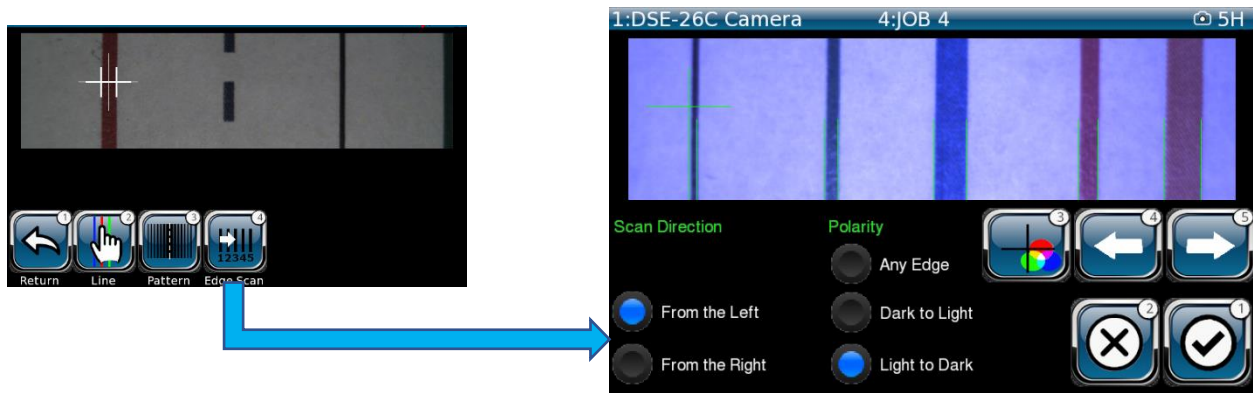 1
2
3
4
12345
Return
Line
Pattern
Edge Scan
1:DSE-26C Camera 4:JOB 4 5H
Scan Direction
Polarity
3
4
5
Any Edge
From the Left
Dark to Light
2
1
From the Right
Light to Dark